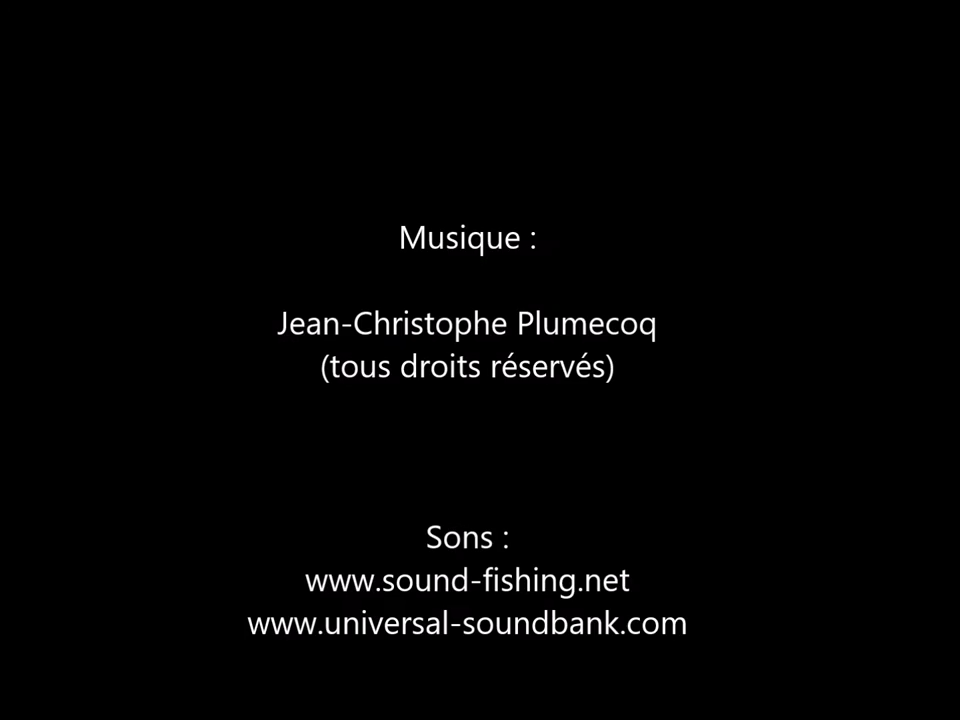 Musique :
Jean-Christophe Plumecoq
(tous droits réservés)
Sons :
www.sound-fishing.net
www.universal-soundbank.com